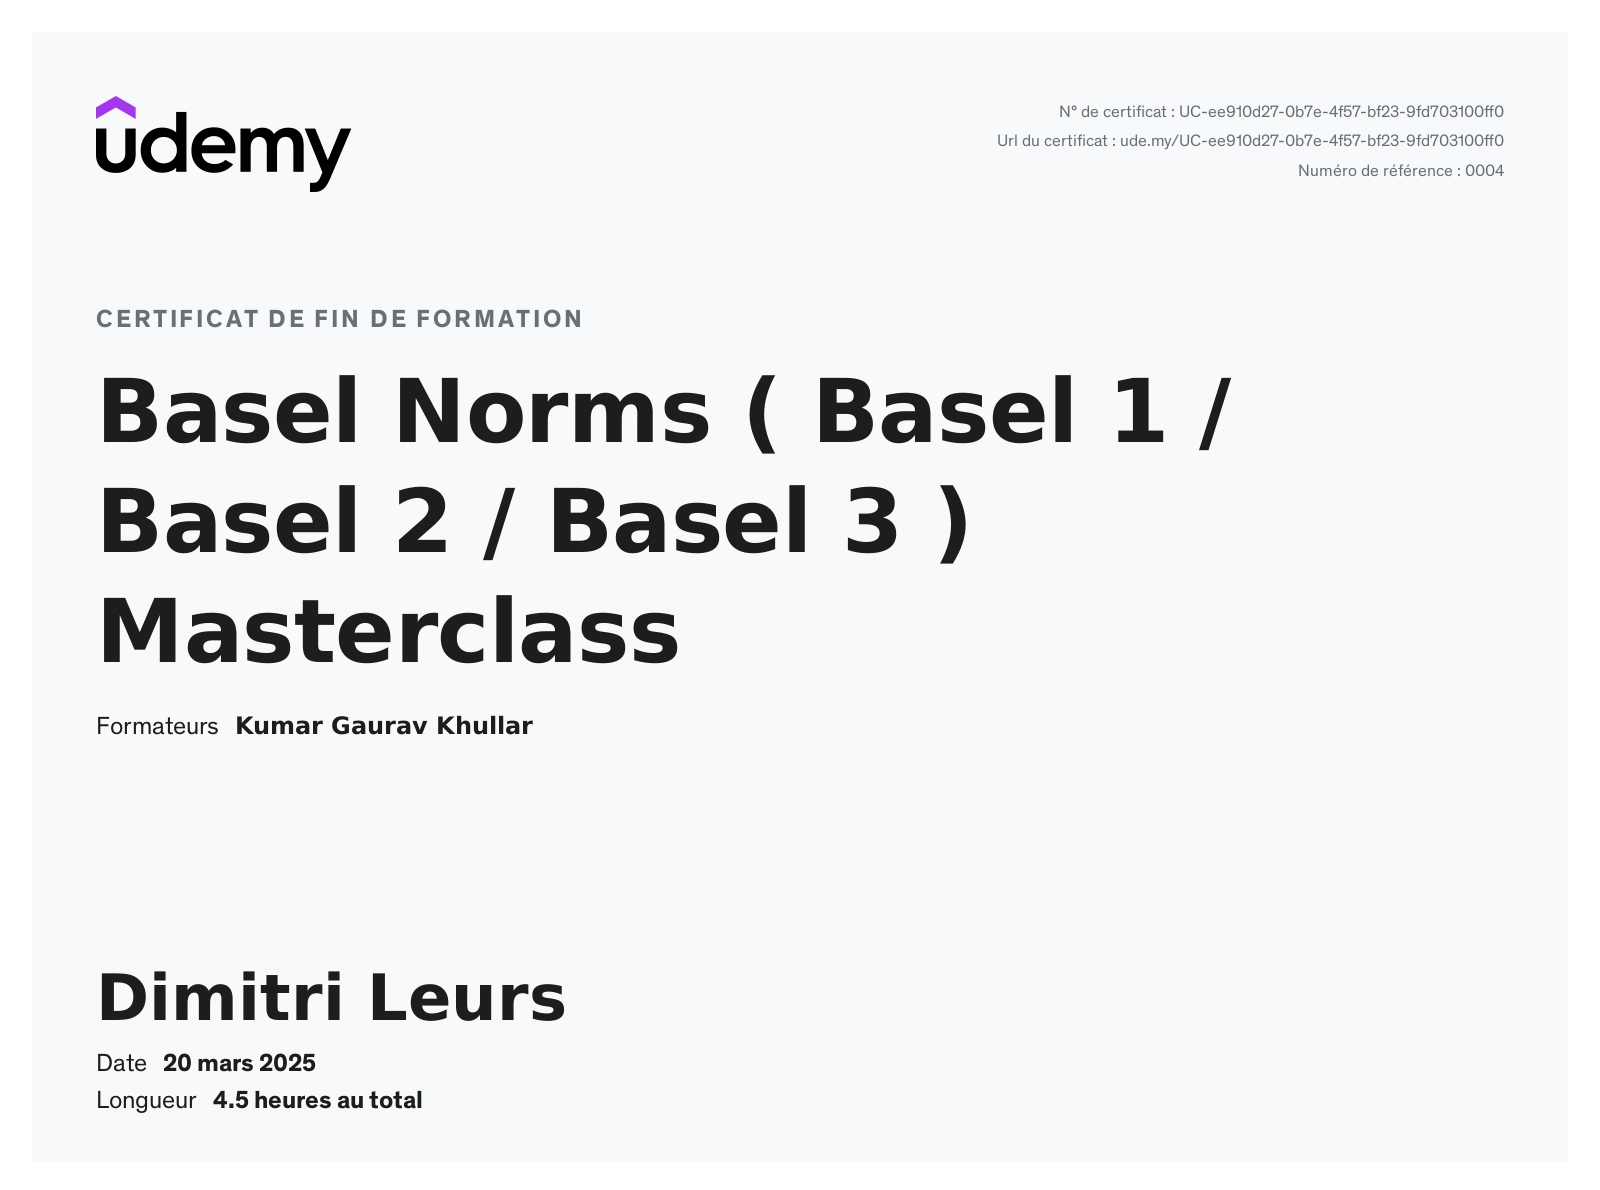 udemy
N° de certificat : UC-ee910d27-0b7e-4f57-bf23-9fd703100ff0
Url du certificat : ude.my/UC-ee910d27-0b7e-4f57-bf23-9fd703100ff0
Numéro de référence : 0004
CERTIFICAT DE FIN DE FORMATION
Basel Norms ( Basel 1 /
Basel 2 / Basel 3 )
Masterclass
Formateurs Kumar Gaurav Khullar
Dimitri Leurs
Date 20 mars 2025
Longueur 4.5 heures au total